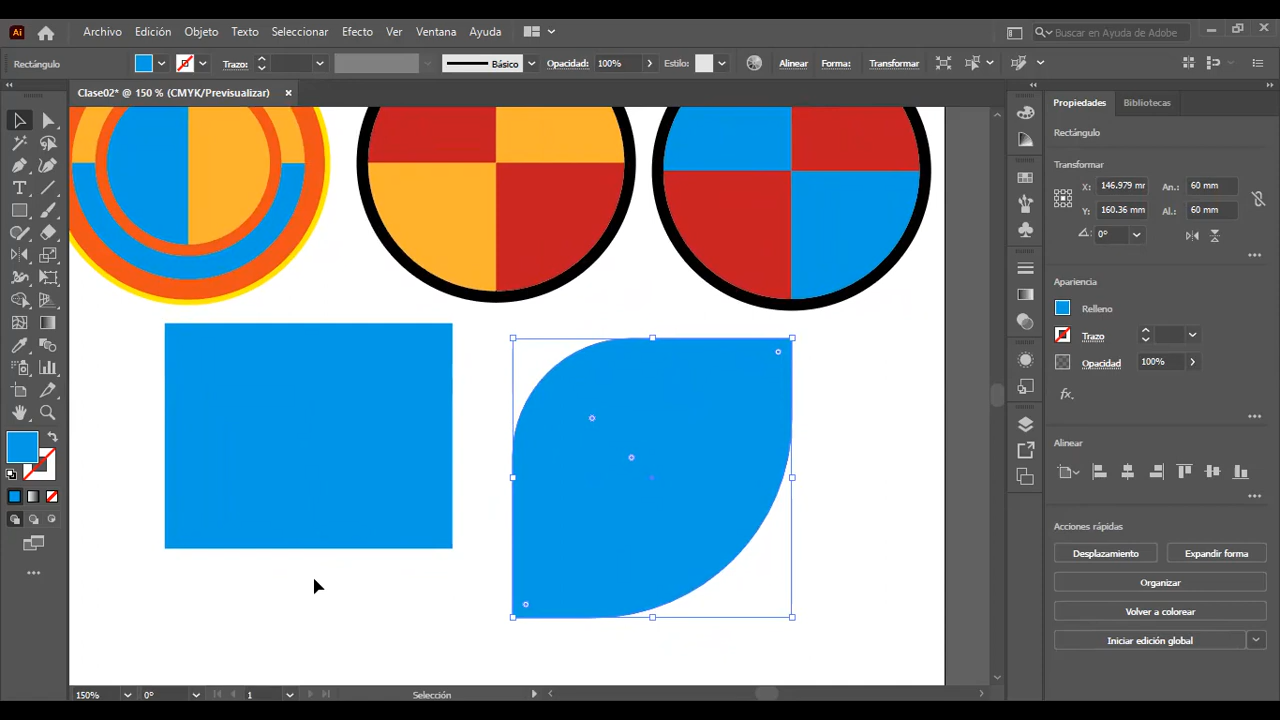 Ai Archivo Edición Objeto Texto Seleccionar Efecto Ver Ventana Ayuda Buscar en Ayuda de Adobe
Rectángulo Trazo: Básico Opacidad: 100% Estilo: Alinear Forma: Transformar
Clase02* @ 150 % (CMYK/Previsualizar)
Propiedades Bibliotecas
Rectángulo
Transformar
X: 146.979 mr An.: 60 mm
Y: 160.36 mm Al.: 60 mm
0°
Apariencia
Relleno
Trazo
Opacidad 100%
fx.
Alinear
Acciones rápidas
Desplazamiento Expandir forma
Organizar
Volver a colorear
Iniciar edición global
150% 0° 1 Selección